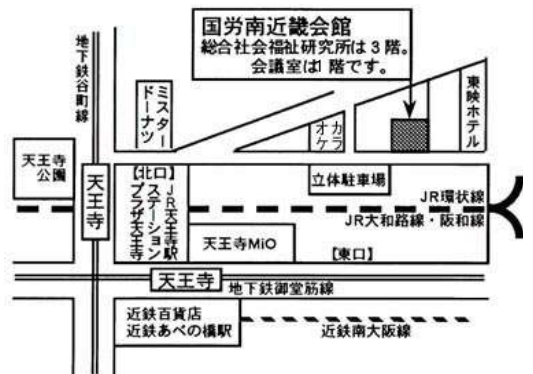 国労南近畿会館
総合社会福祉研究所は3階。
会議室は1階です。
地下鉄谷町線
ミスター
ドーナツ
カラ
オケ
東映ホテル
天王寺
公園
天王寺
【北口】
JR天王寺駅
ステーション
プラザ天王寺
立体駐車場
JR環状線
JR大和路線・阪和線
天王寺MiO
【東口】
天王寺
地下鉄御堂筋線
近鉄百貨店
近鉄あべの橋駅
近鉄南大阪線